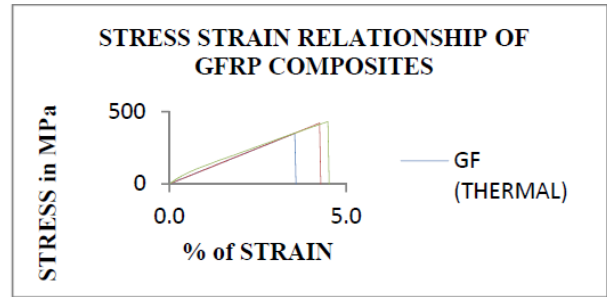 STRESS STRAIN RELATIONSHIP OF
GFRP COMPOSITES
STRESS in MPa
500
0
0.0
5.0
% of STRAIN
GF
(THERMAL)